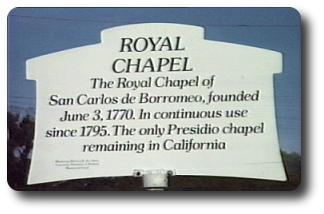 ROYAL
CHAPEL
The Royal Chapel of
San Carlos de Borromeo, founded
June 3, 1770. In continuous use
since 1795. The only Presidio chapel
remaining in California